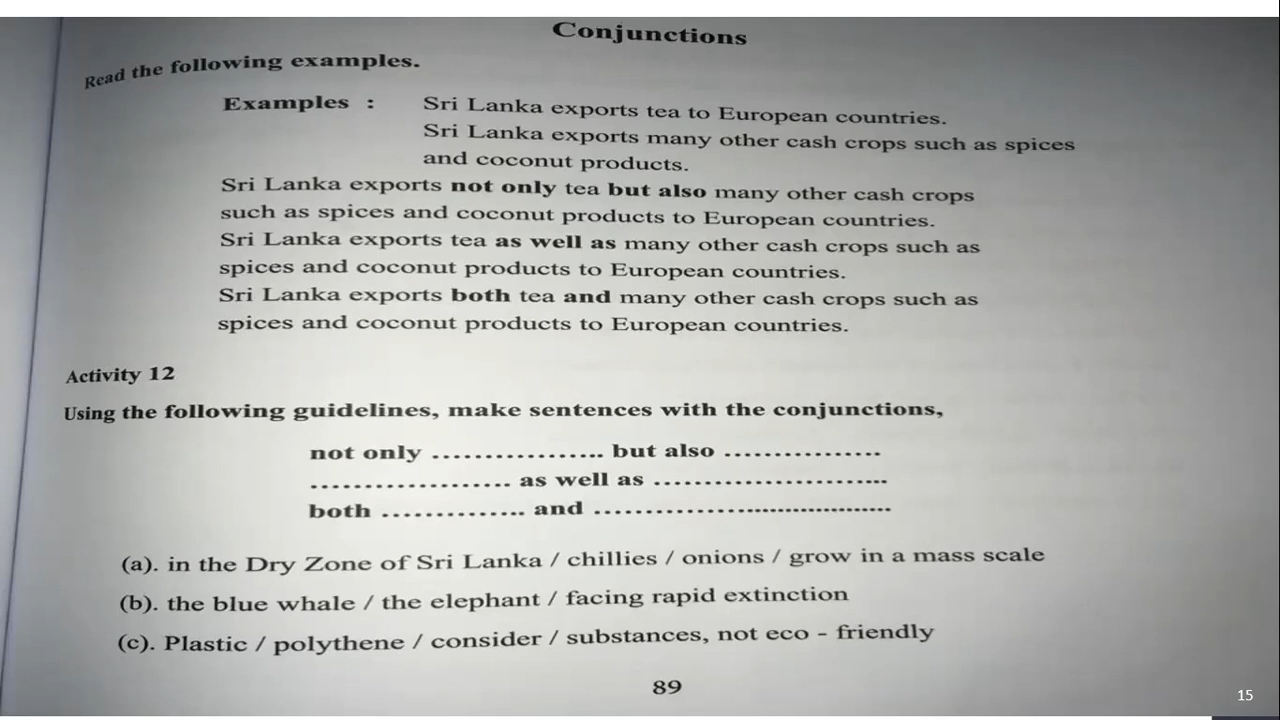 Conjunctions
Read the following examples.
Examples : Sri Lanka exports tea to European countries.
Sri Lanka exports many other cash crops such as spices
and coconut products.
Sri Lanka exports not only tea but also many other cash crops
such as spices and coconut products to European countries.
Sri Lanka exports tea as well as many other cash crops such as
spices and coconut products to European countries.
Sri Lanka exports both tea and many other cash crops such as
spices and coconut products to European countries.
Activity 12
Using the following guidelines, make sentences with the conjunctions,
not only ................. but also ................
.................... as well as ........................
both .............. and ..................................
(a). in the Dry Zone of Sri Lanka / chillies / onions / grow in a mass scale
(b). the blue whale / the elephant / facing rapid extinction
(c). Plastic / polythene / consider / substances, not eco - friendly
89
15